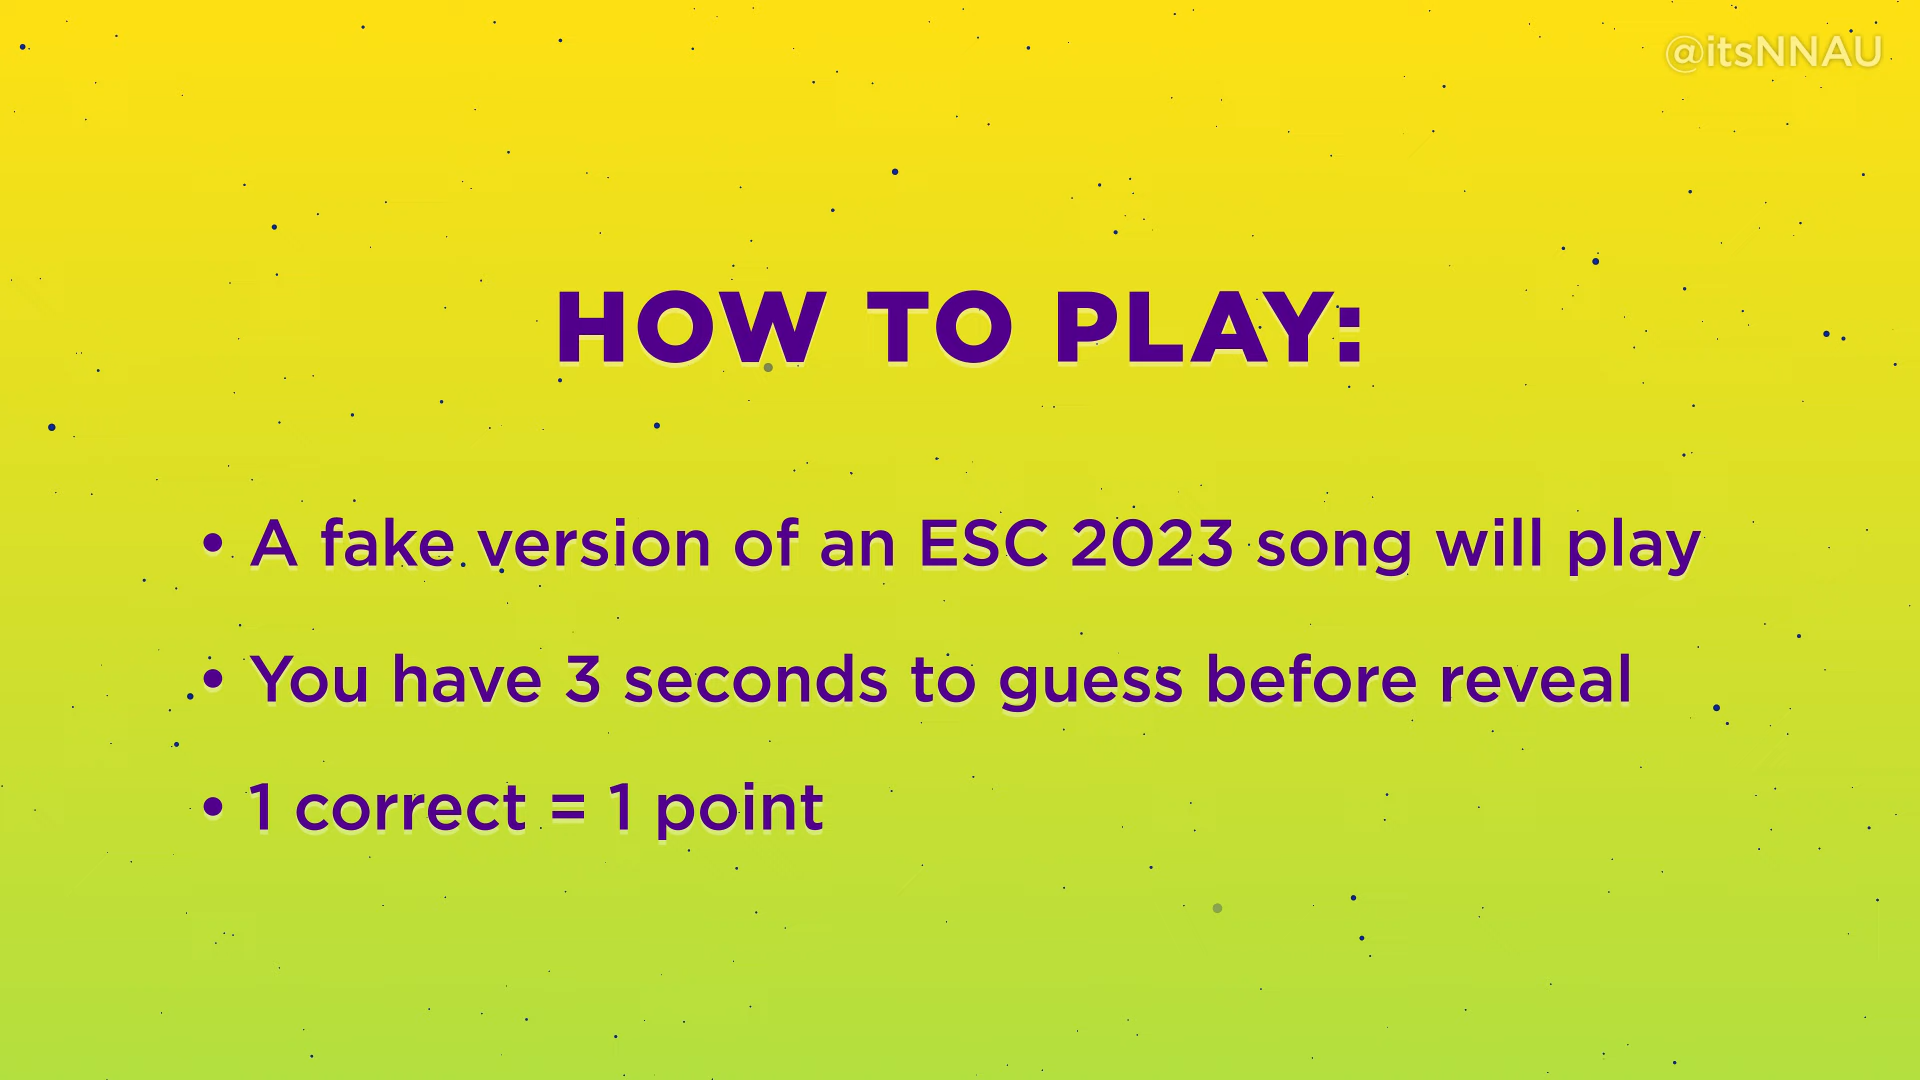 @itsNNAU
HOW TO PLAY:
• A fake version of an ESC 2023 song will play
• You have 3 seconds to guess before reveal
• 1 correct = 1 point